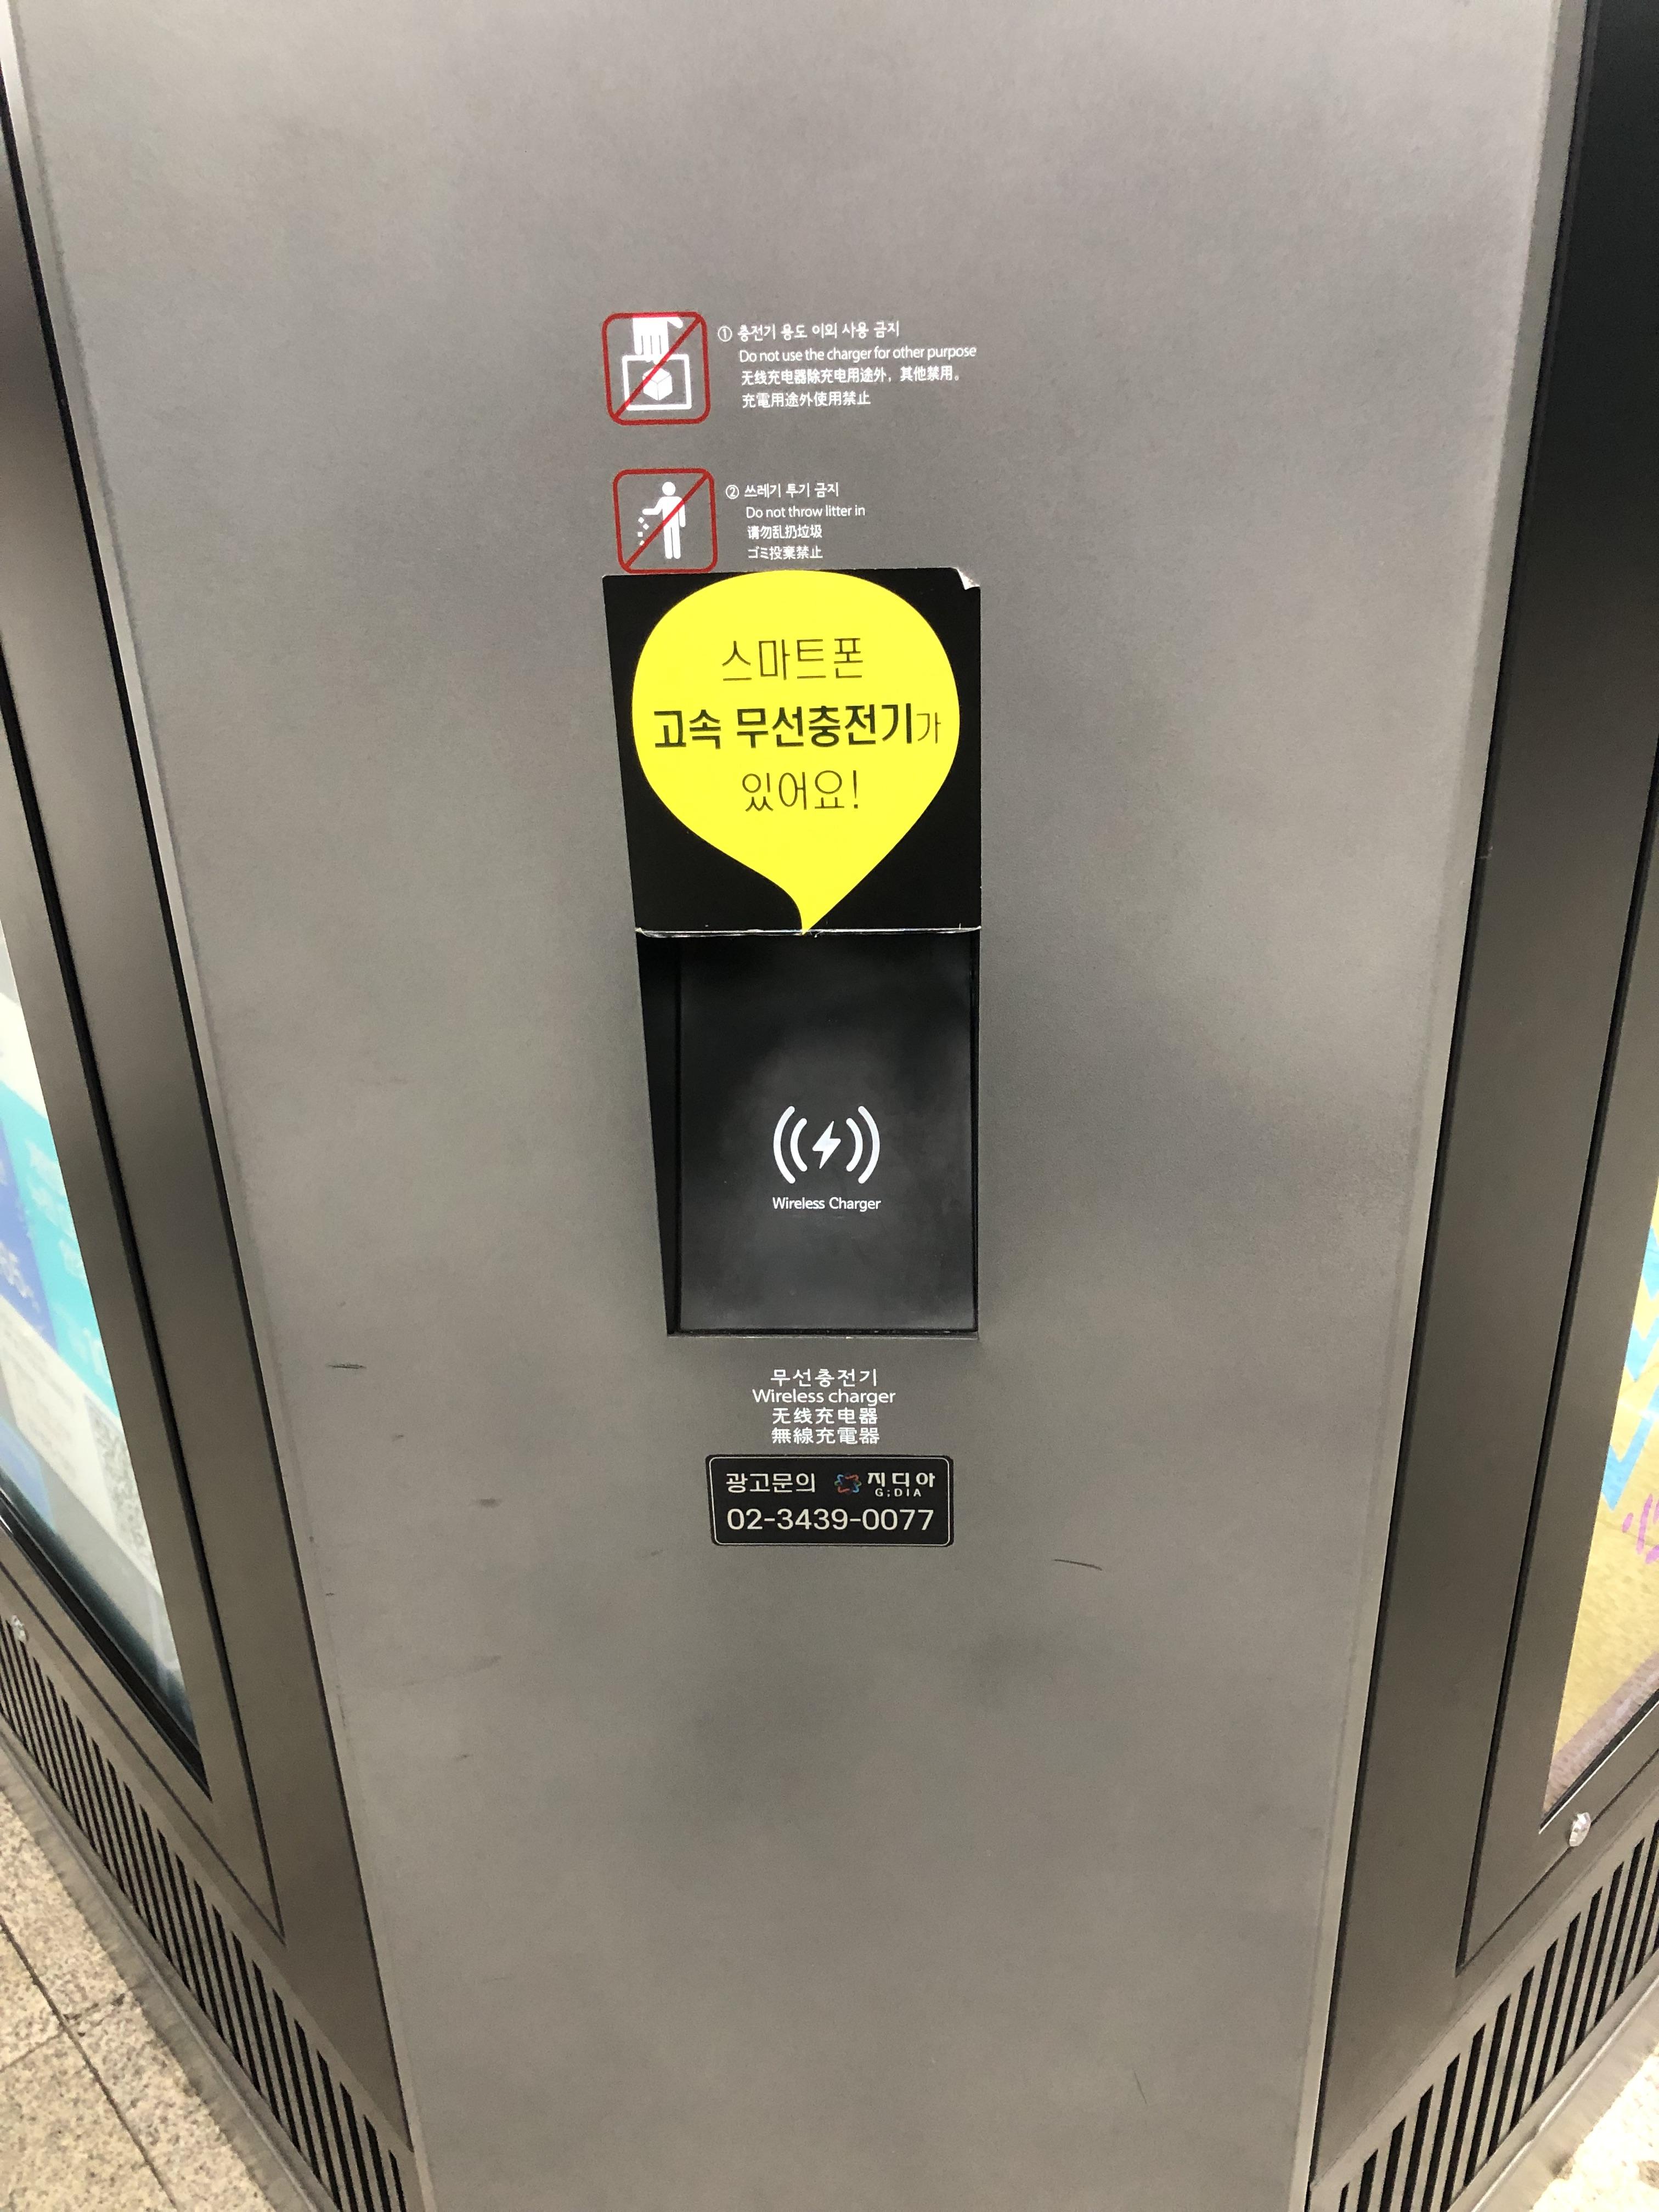 ① 충전기 용도 이외 사용 금지
Do not use the charger for other purpose
无线充电器除充电用途外，其他禁用。
充電用途外使用禁止
② 쓰레기 투기 금지
Do not throw litter in
请勿乱扔垃圾
ゴミ投棄禁止
스마트폰
고속 무선충전기가
있어요!
Wireless Charger
무선충전기
Wireless charger
无线充电器
無線充電器
광고문의 지디아
G;DIA
02-3439-0077